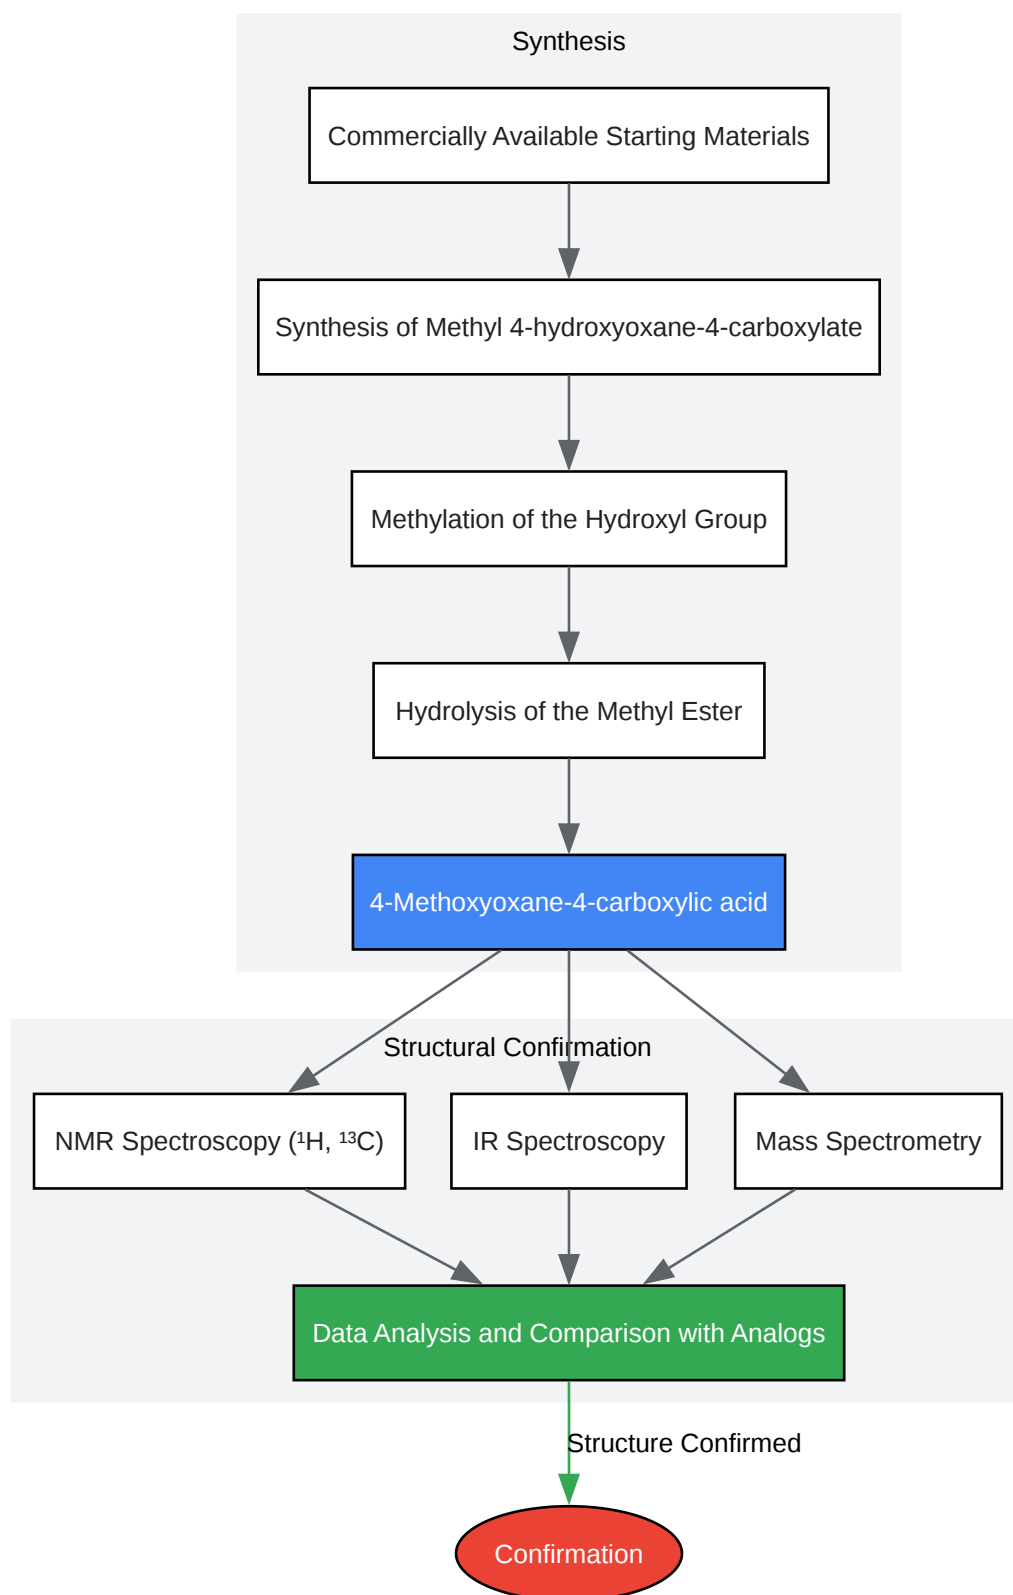 Synthesis
Commercially Available Starting Materials
Synthesis of Methyl 4-hydroxyoxane-4-carboxylate
Methylation of the Hydroxyl Group
Hydrolysis of the Methyl Ester
4-Methoxyoxane-4-carboxylic acid
Structural Confirmation
NMR Spectroscopy (¹H, ¹³C)
IR Spectroscopy
Mass Spectrometry
Data Analysis and Comparison with Analogs
Structure Confirmed
Confirmation